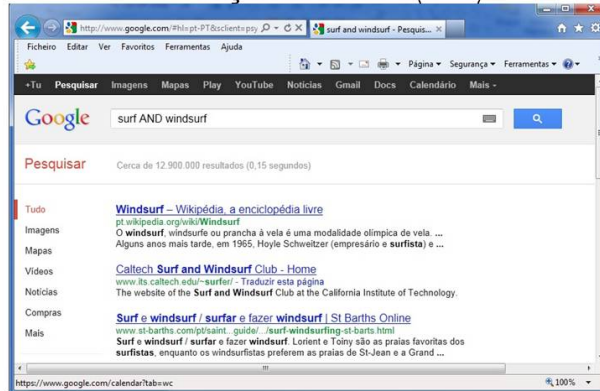 http://www.google.com/#hl=pt-PT&sclient=psy
surf and windsurf - Pesquis...
Ficheiro Editar Ver Favoritos Ferramentas Ajuda
Página Segurança Ferramentas
+Tu Pesquisar Imagens Mapas Play YouTube Notícias Gmail Docs Calendário Mais
Google surf AND windsurf
Pesquisar Cerca de 12.900.000 resultados (0,15 segundos)
Tudo
Imagens
Mapas
Vídeos
Notícias
Compras
Mais
Windsurf – Wikipédia, a enciclopédia livre
pt.wikipedia.org/wiki/Windsurf
O windsurf, windsurfe ou prancha à vela é uma modalidade olímpica de vela. ...
Alguns anos mais tarde, em 1965, Hoyle Schweitzer (empresário e surfista) e ...
Caltech Surf and Windsurf Club - Home
www.its.caltech.edu/~surfer/ - Traduzir esta página
The website of the Surf and Windsurf Club at the California Institute of Technology.
Surf e windsurf / surfar e fazer windsurf | St Barths Online
www.st-barths.com/pt/saint...guide/.../surf-windsurfing-st-barts.html
Surf e windsurf / surfar e fazer windsurf. Lorient e Toiny são as praias favoritas dos
surfistas, enquanto os windsurfistas preferem as praias de St-Jean e a Grand ...
https://www.google.com/calendar?tab=wc
100%